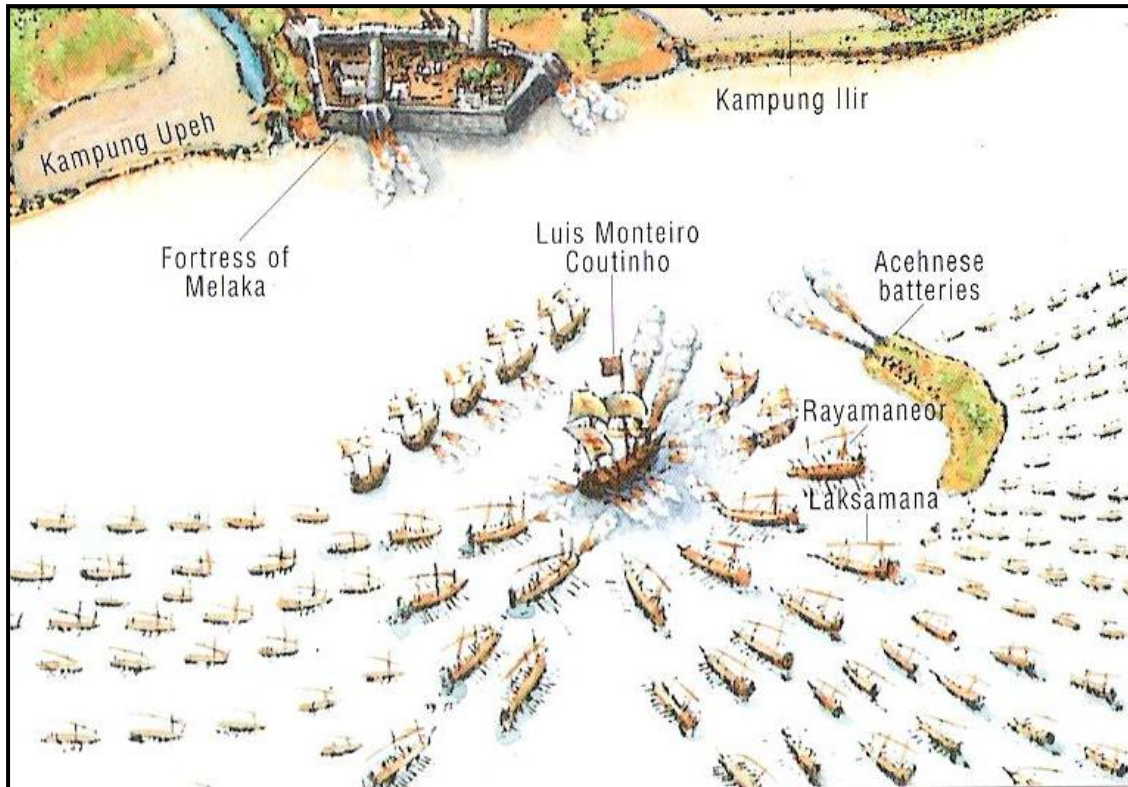 Kampung Ilir
Kampung Upeh
Fortress of
Melaka
Luis Monteiro
Coutinho
Acehnese
batteries
Rayamaneor
Laksamana